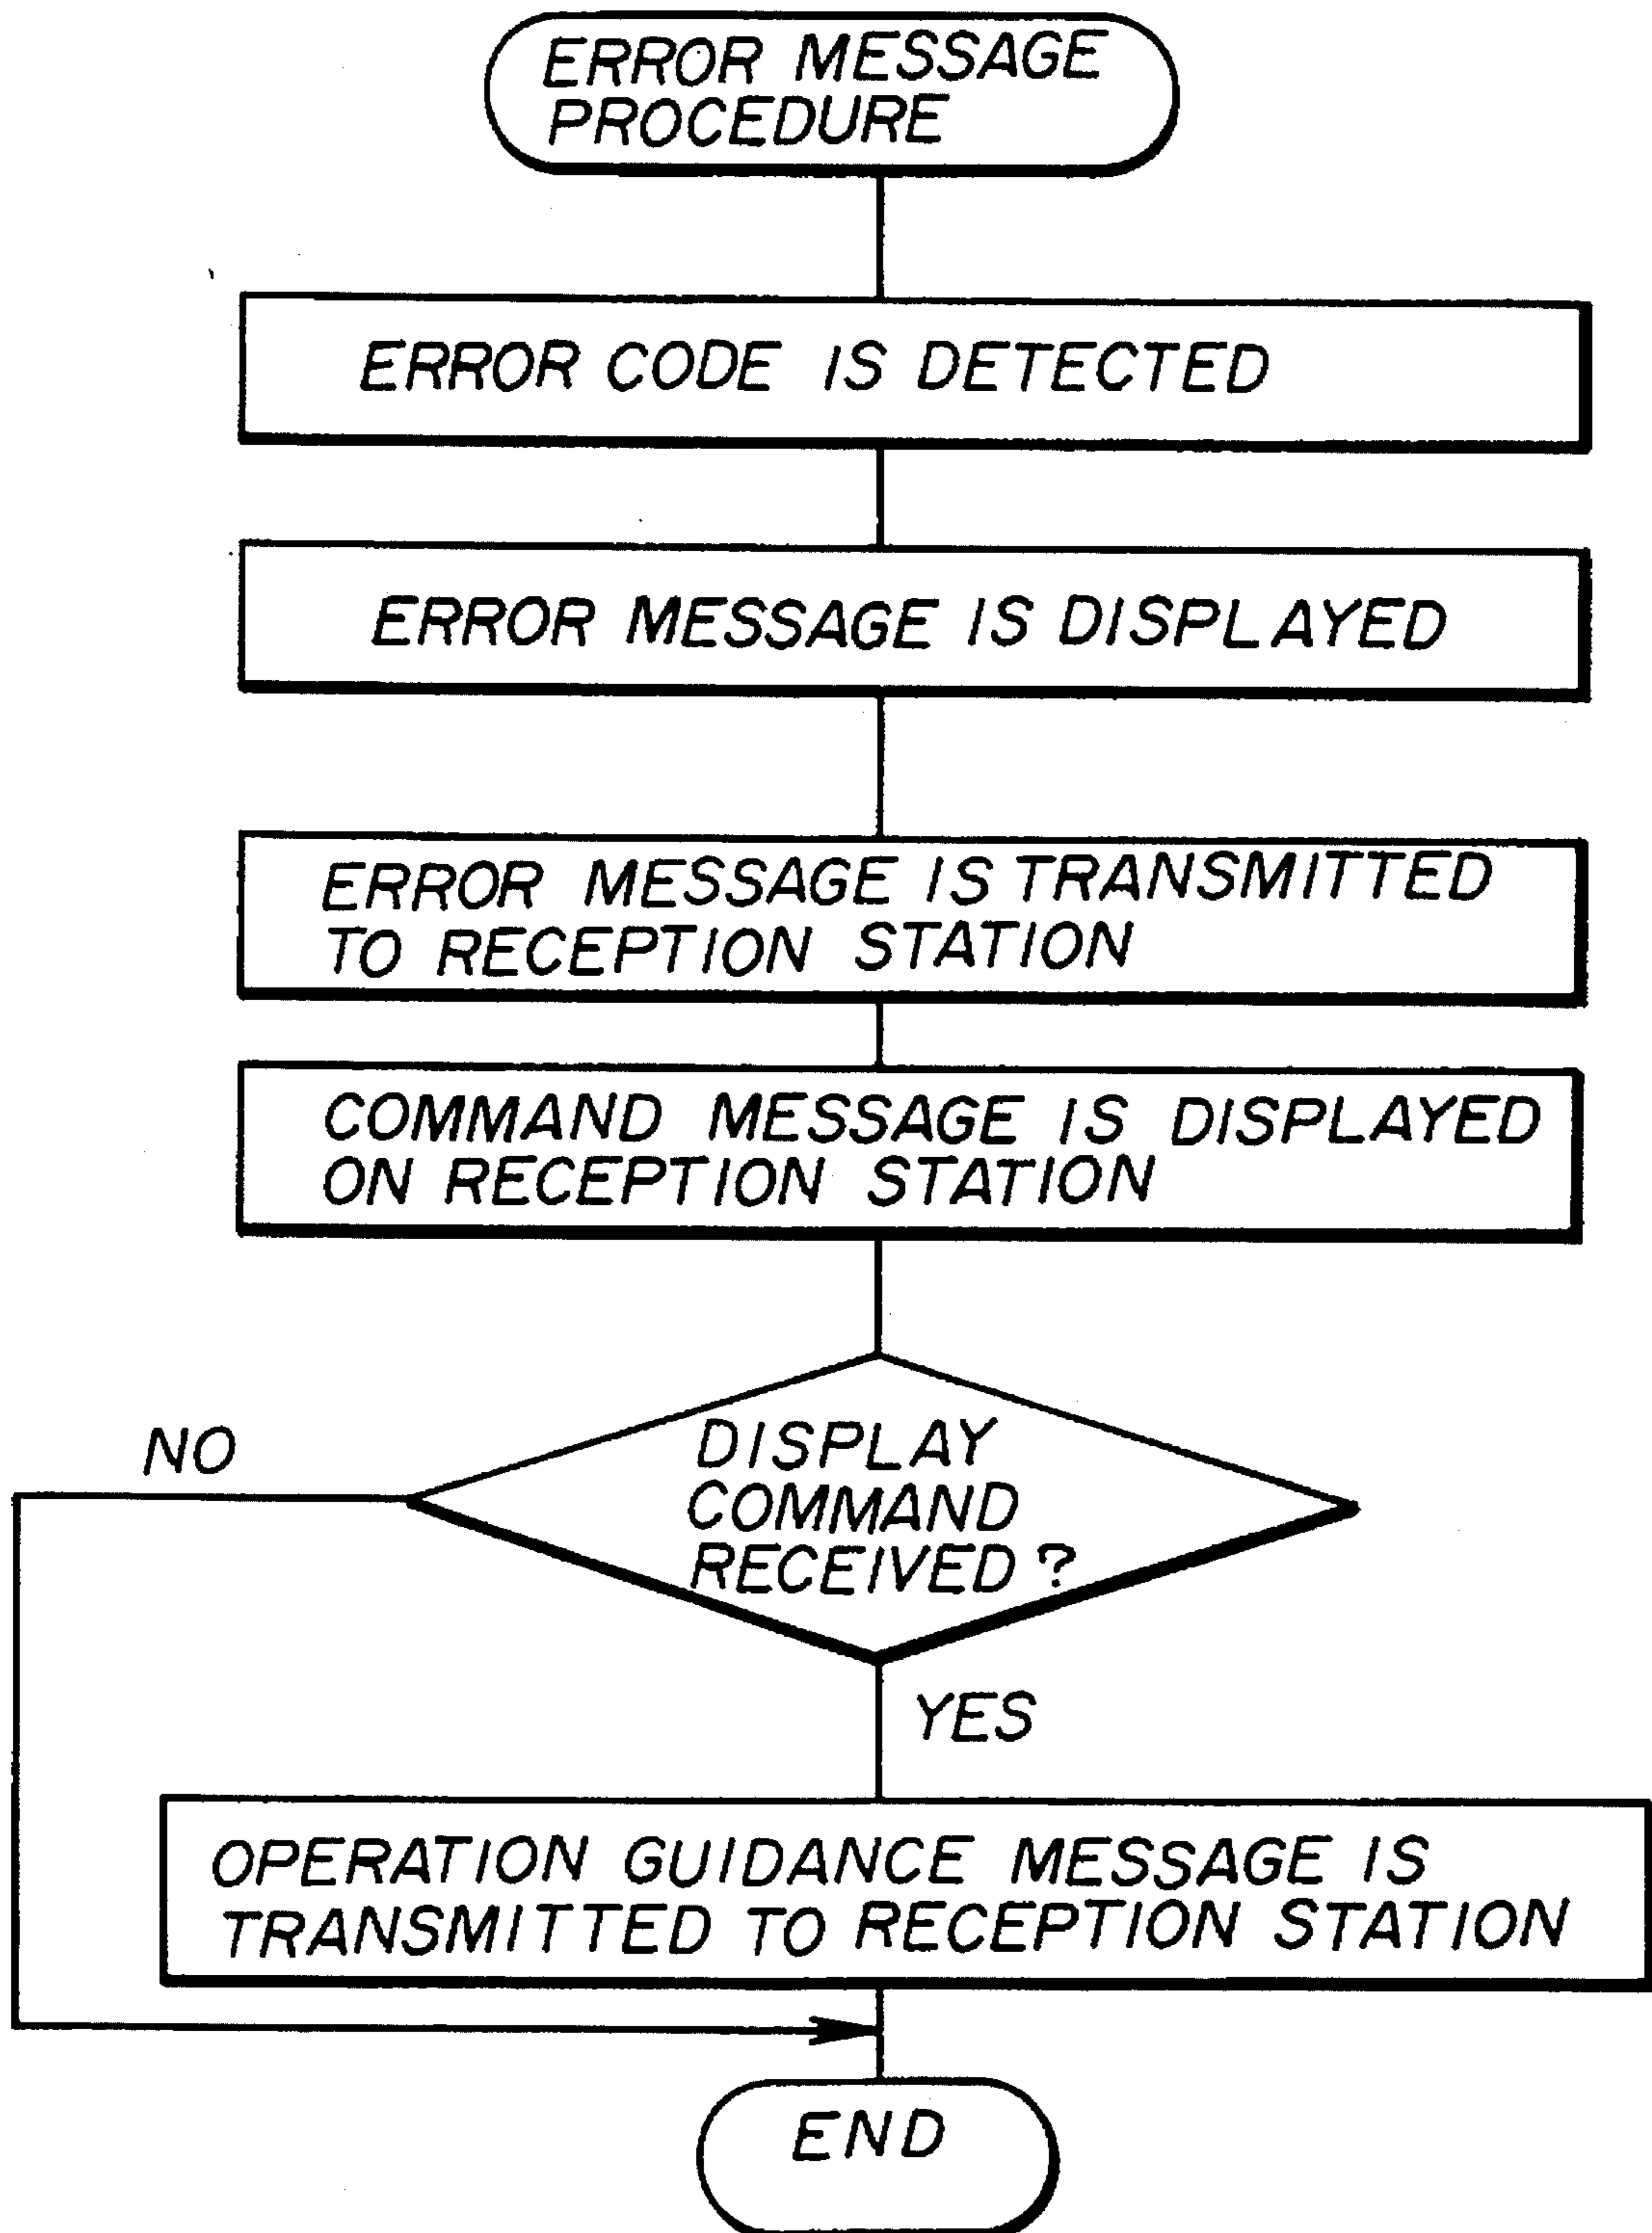 ERROR MESSAGE
PROCEDURE
ERROR CODE IS DETECTED
ERROR MESSAGE IS DISPLAYED
ERROR MESSAGE IS TRANSMITTED
TO RECEPTION STATION
COMMAND MESSAGE IS DISPLAYED
ON RECEPTION STATION
DISPLAY
COMMAND
RECEIVED?
NO
YES
OPERATION GUIDANCE MESSAGE IS
TRANSMITTED TO RECEPTION STATION
END